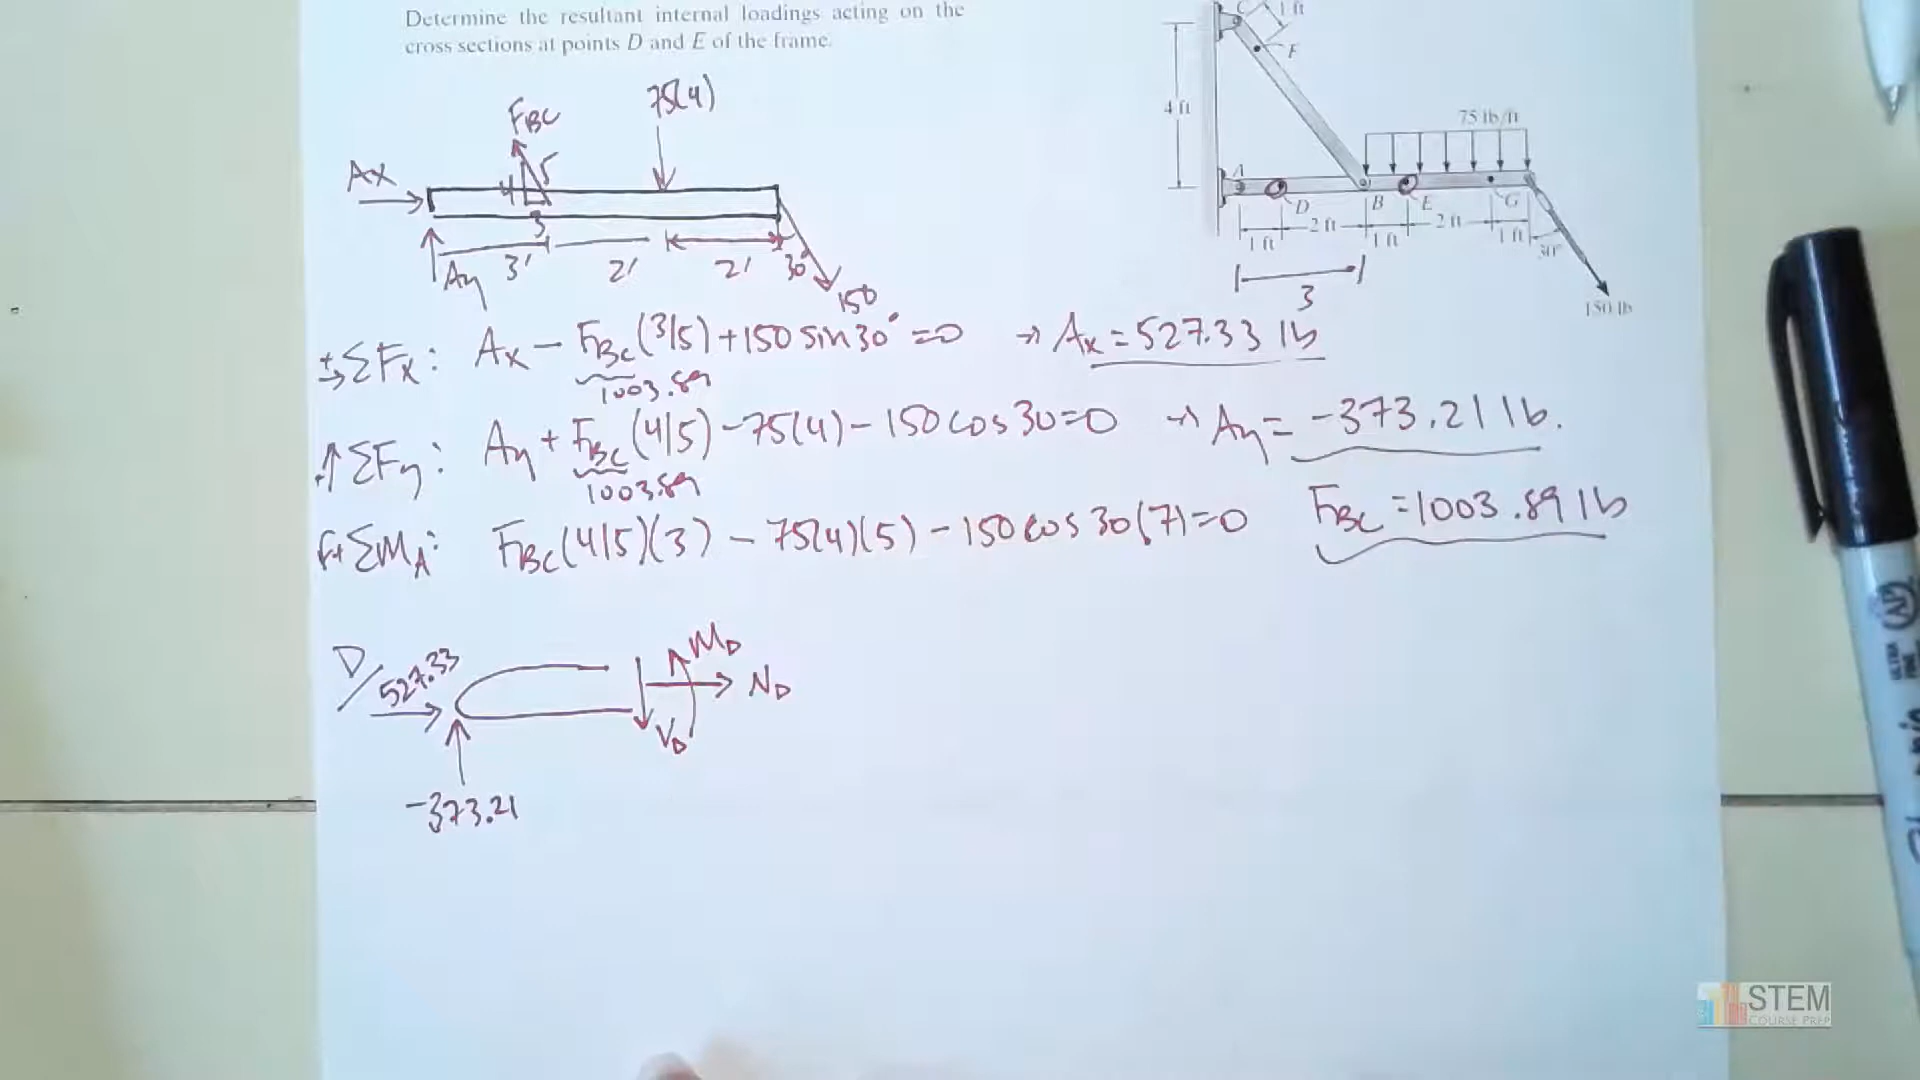 Determine the resultant internal loadings acting on the
cross sections at points D and E of the frame.
C
1 ft
F
4 ft
75 lb/ft
A
D
B
E
G
2 ft
2 ft
1 ft
1 ft
1 ft
30°
150 lb
3
FBC
75(4)
Ax
4
5
3
Ay
3'
2'
2'
30°
150
→+ ΣFx: Ax - FBC(3/5) + 150 sin 30° = 0 → Ax = 527.33 lb
1003.89
+↑ ΣFy: Ay + FBC(4/5) - 75(4) - 150 cos 30 = 0 → Ay = -373.21 lb.
1003.89
ΣMA: FBC(4/5)(3) - 75(4)(5) - 150 cos 30(7) = 0 FBC = 1003.89 lb
D/
527.33
MD
ND
VD
-373.21
STEM
COURSE PREP